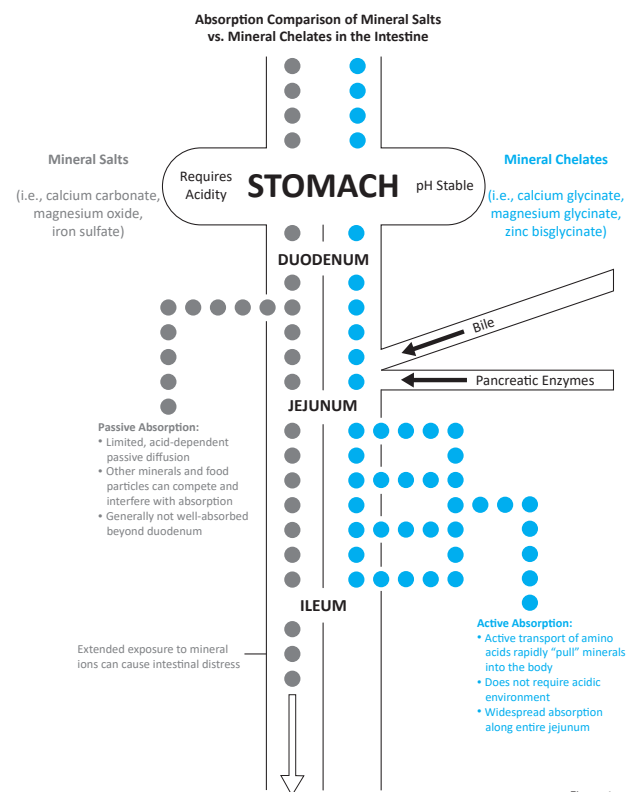 Absorption Comparison of Mineral Salts
vs. Mineral Chelates in the Intestine
Mineral Salts
(i.e., calcium carbonate,
magnesium oxide,
iron sulfate)
Requires
Acidity
STOMACH
pH Stable
Mineral Chelates
(i.e., calcium glycinate,
magnesium glycinate,
zinc bisglycinate)
DUODENUM
Bile
Pancreatic Enzymes
JEJUNUM
Passive Absorption:
• Limited, acid-dependent
passive diffusion
• Other minerals and food
particles can compete and
interfere with absorption
• Generally not well-absorbed
beyond duodenum
ILEUM
Extended exposure to mineral
ions can cause intestinal distress
Active Absorption:
• Active transport of amino
acids rapidly “pull” minerals
into the body
• Does not require acidic
environment
• Widespread absorption
along entire jejunum